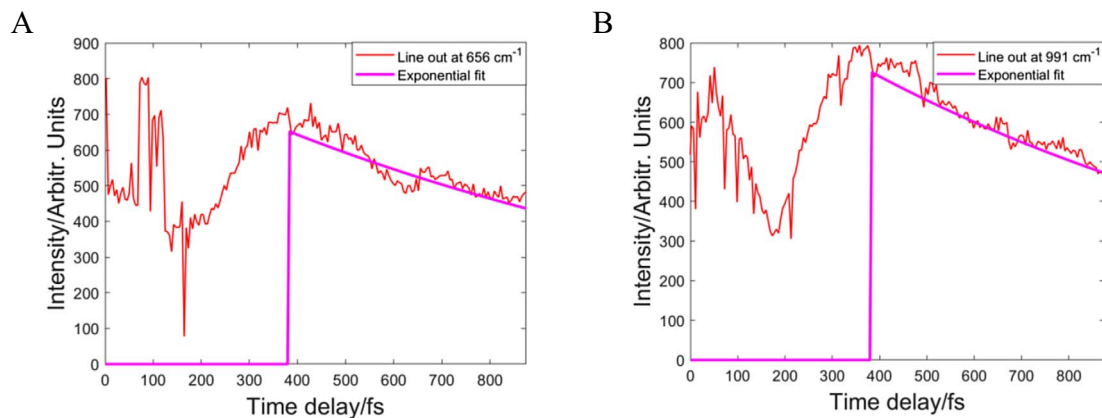 A
900
800
700
600
500
400
300
200
100
0
Intensity/Arbitr. Units
0 100 200 300 400 500 600 700 800
Time delay/fs
Line out at 656 cm⁻¹
Exponential fit
B
800
700
600
500
400
300
200
100
0
Intensity/Arbitr. Units
0 100 200 300 400 500 600 700 800
Time delay/fs
Line out at 991 cm⁻¹
Exponential fit